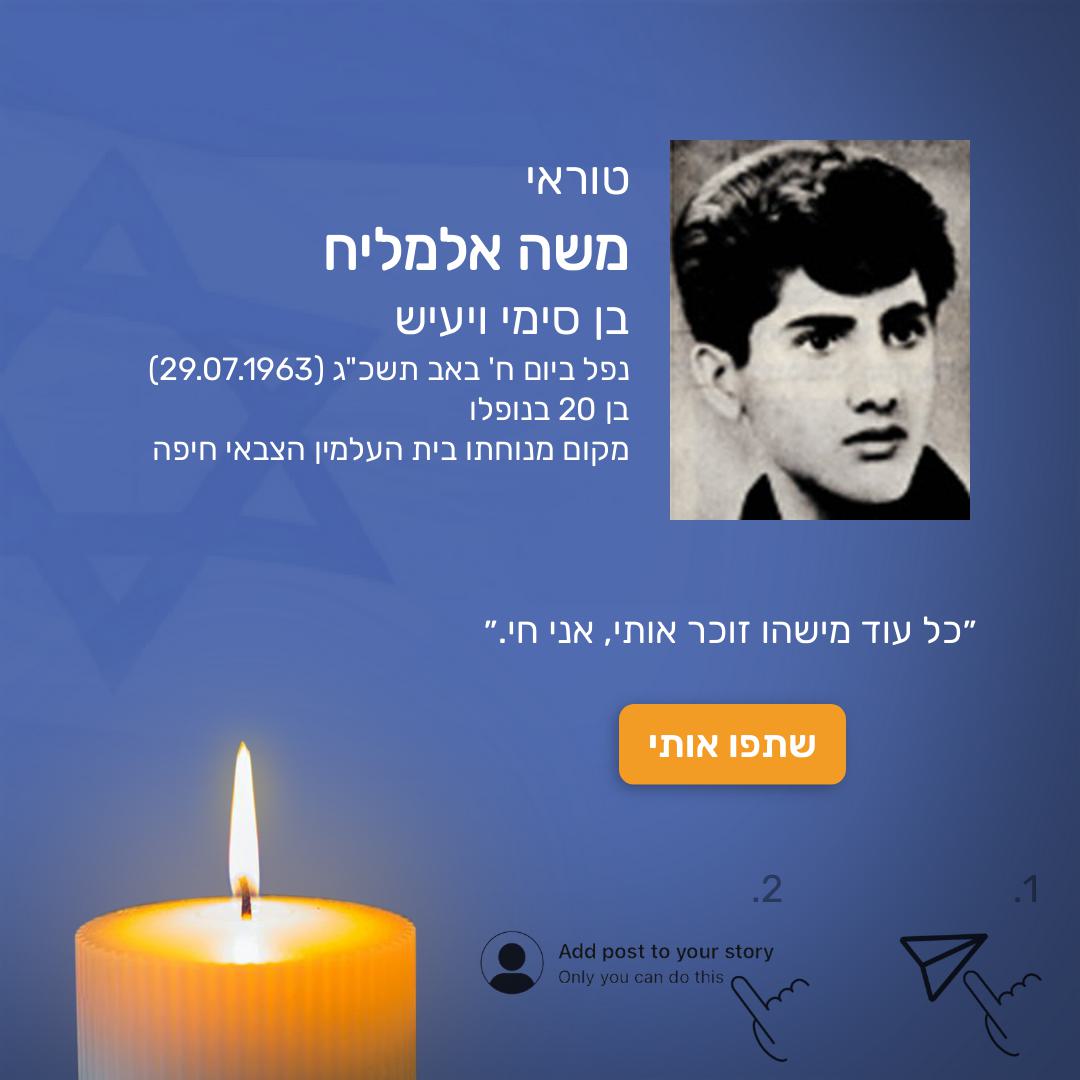 טוראי
משה אלמליח
בן סימי ויעיש
נפל ביום ח' באב תשכ"ג (29.07.1963)
בן 20 בנופלו
מקום מנוחתו בית העלמין הצבאי חיפה
״כל עוד מישהו זוכר אותי, אני חי.״
שתפו אותי
1.
2.
Add post to your story
Only you can do this